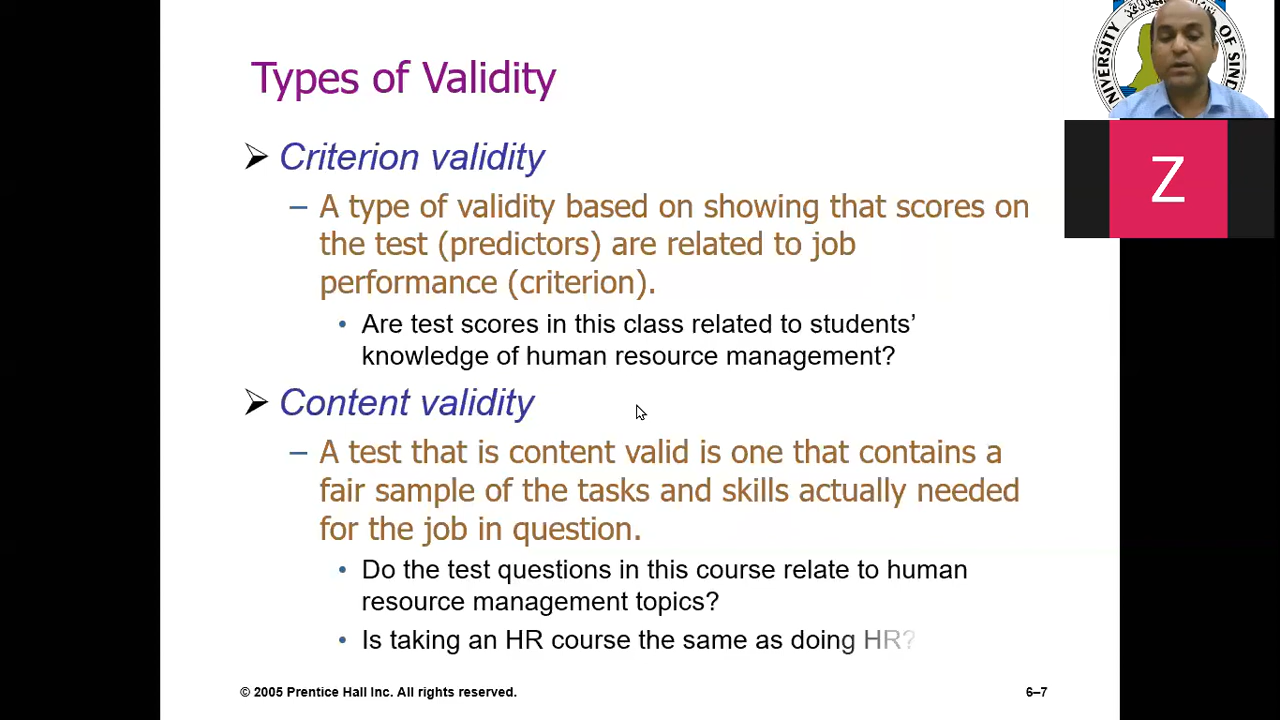 Types of Validity
➢ Criterion validity
– A type of validity based on showing that scores on
the test (predictors) are related to job
performance (criterion).
• Are test scores in this class related to students’
knowledge of human resource management?
➢ Content validity
– A test that is content valid is one that contains a
fair sample of the tasks and skills actually needed
for the job in question.
• Do the test questions in this course relate to human
resource management topics?
• Is taking an HR course the same as doing HR?
© 2005 Prentice Hall Inc. All rights reserved.
6–7
OF SIND
Z